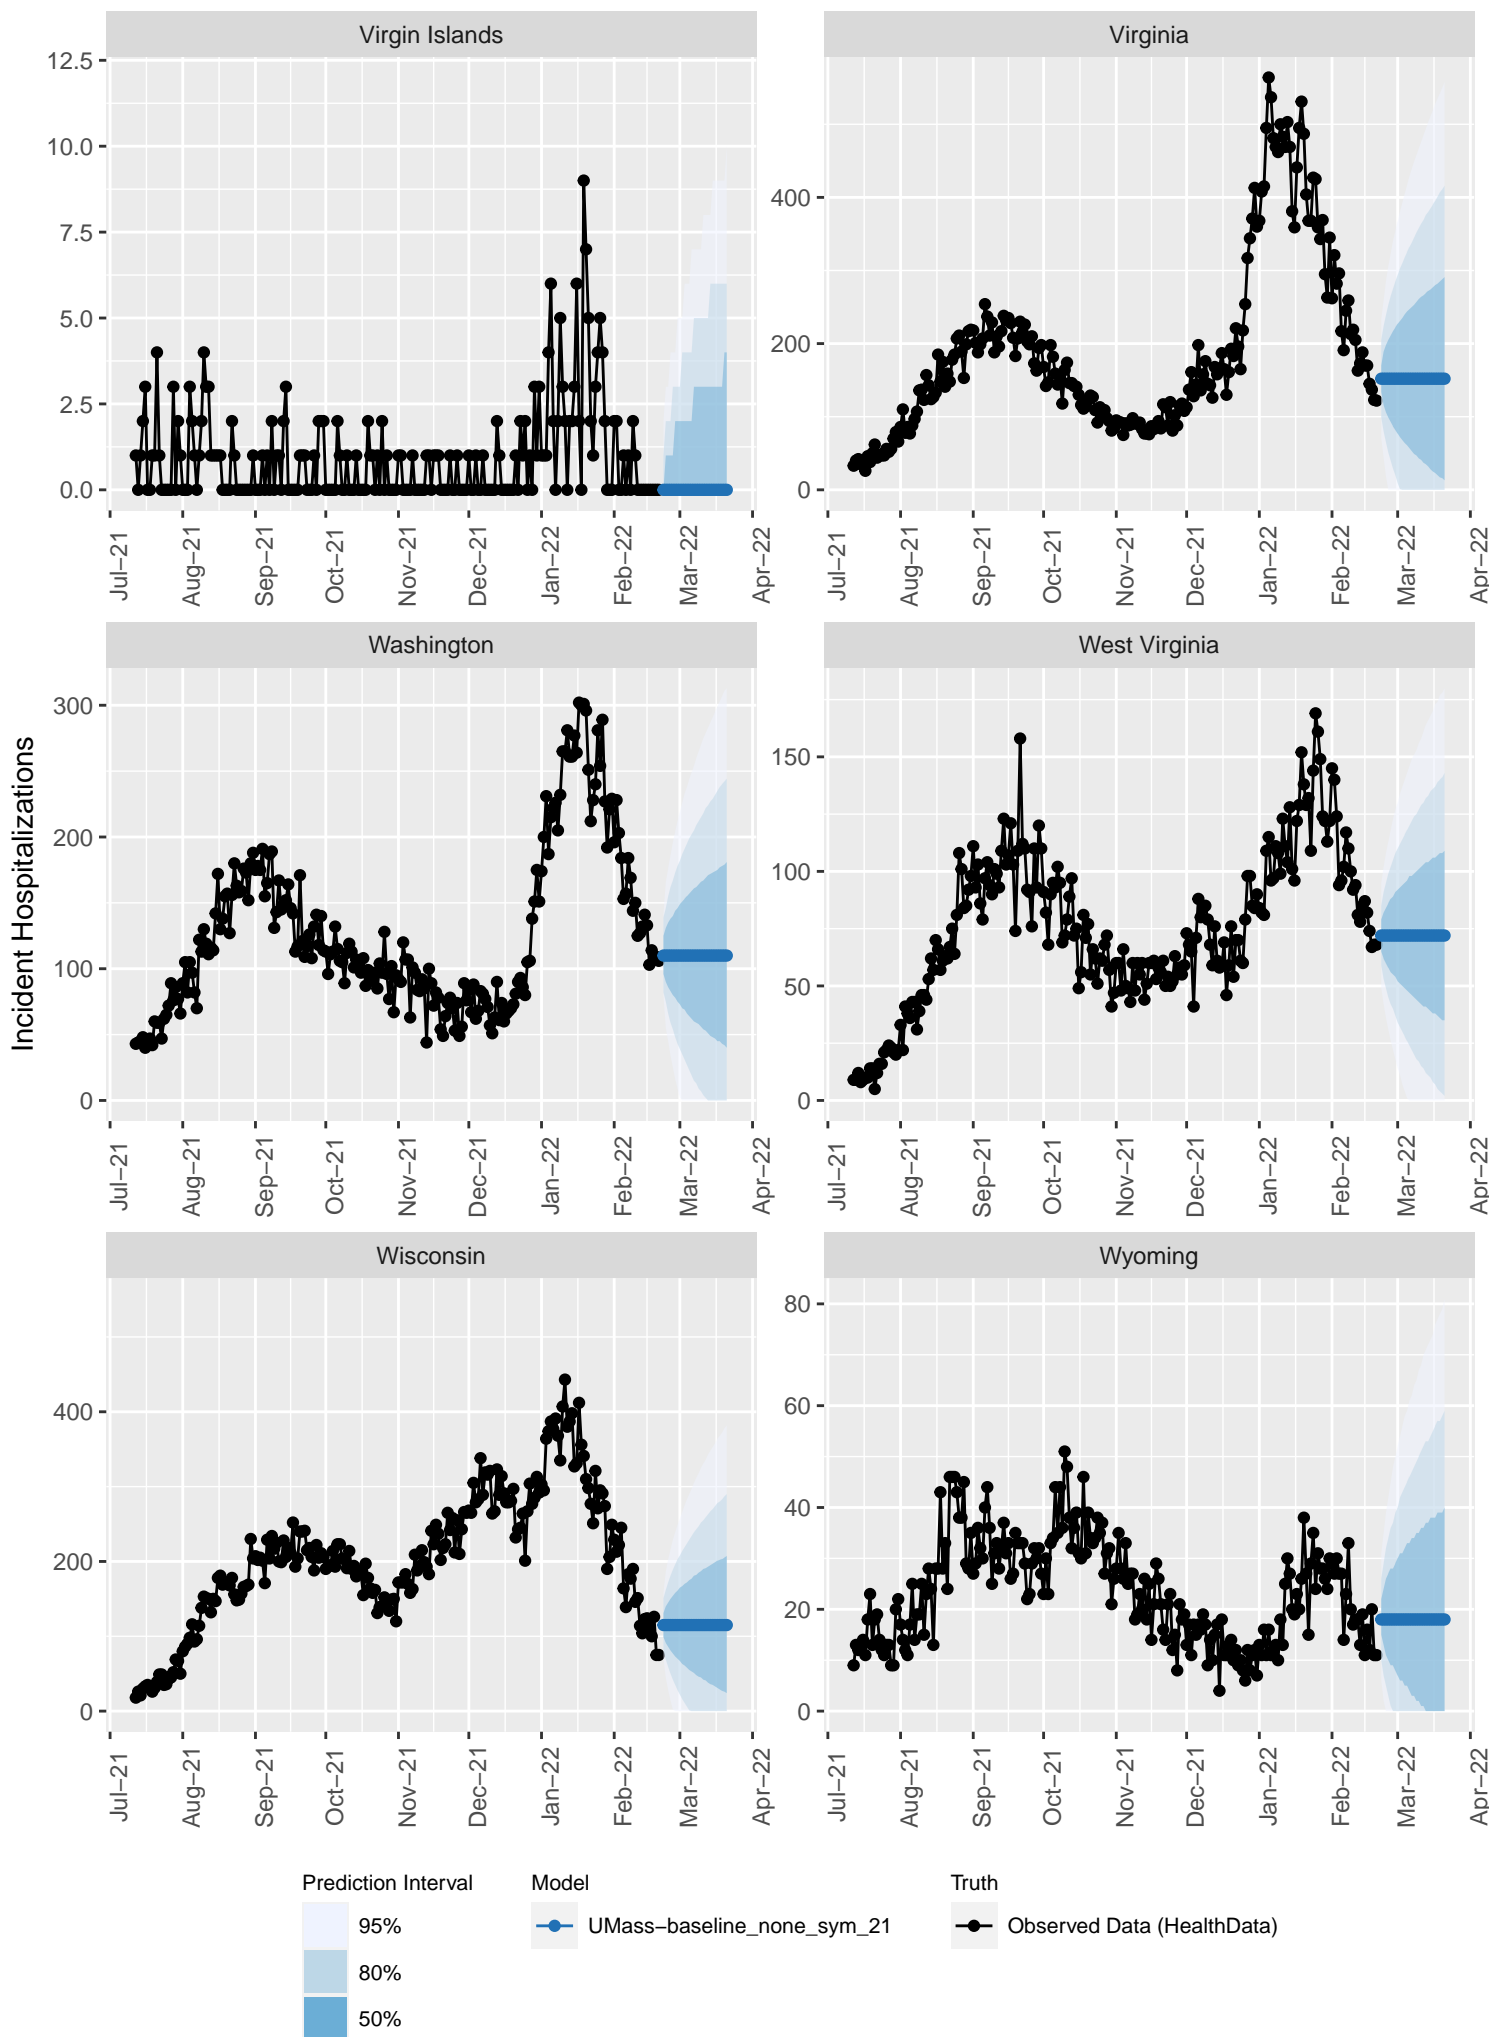 Virgin Islands
Virginia
12.5
10.0
7.5
5.0
2.5
0.0
400
200
0
Jul−21
Aug−21
Sep−21
Oct−21
Nov−21
Dec−21
Jan−22
Feb−22
Mar−22
Apr−22
Jul−21
Aug−21
Sep−21
Oct−21
Nov−21
Dec−21
Jan−22
Feb−22
Mar−22
Apr−22
Washington
West Virginia
Incident Hospitalizations
300
200
100
0
150
100
50
0
Jul−21
Aug−21
Sep−21
Oct−21
Nov−21
Dec−21
Jan−22
Feb−22
Mar−22
Apr−22
Jul−21
Aug−21
Sep−21
Oct−21
Nov−21
Dec−21
Jan−22
Feb−22
Mar−22
Apr−22
Wisconsin
Wyoming
400
200
0
80
60
40
20
0
Jul−21
Aug−21
Sep−21
Oct−21
Nov−21
Dec−21
Jan−22
Feb−22
Mar−22
Apr−22
Jul−21
Aug−21
Sep−21
Oct−21
Nov−21
Dec−21
Jan−22
Feb−22
Mar−22
Apr−22
Prediction Interval
95%
80%
50%
Model
UMass−baseline_none_sym_21
Truth
Observed Data (HealthData)